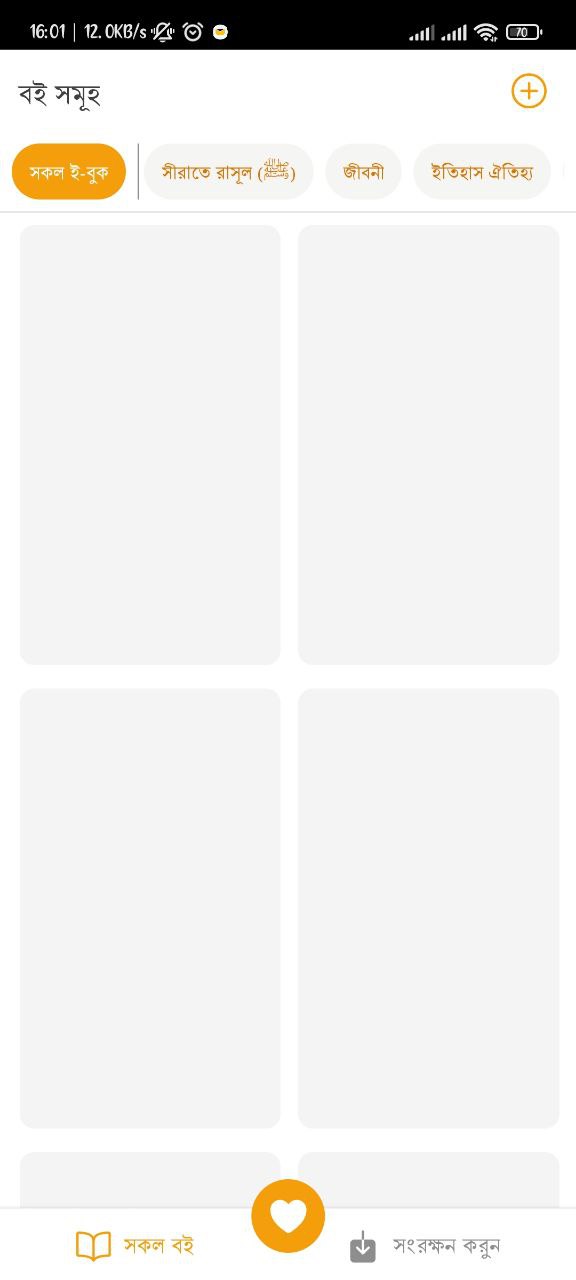 16:01 | 12.0KB/s
70
বই সমূহ
সকল ই-বুক
সীরাতে রাসূল (ﷺ)
জীবনী
ইতিহাস ঐতিহ্য
সকল বই
সংরক্ষন করুন